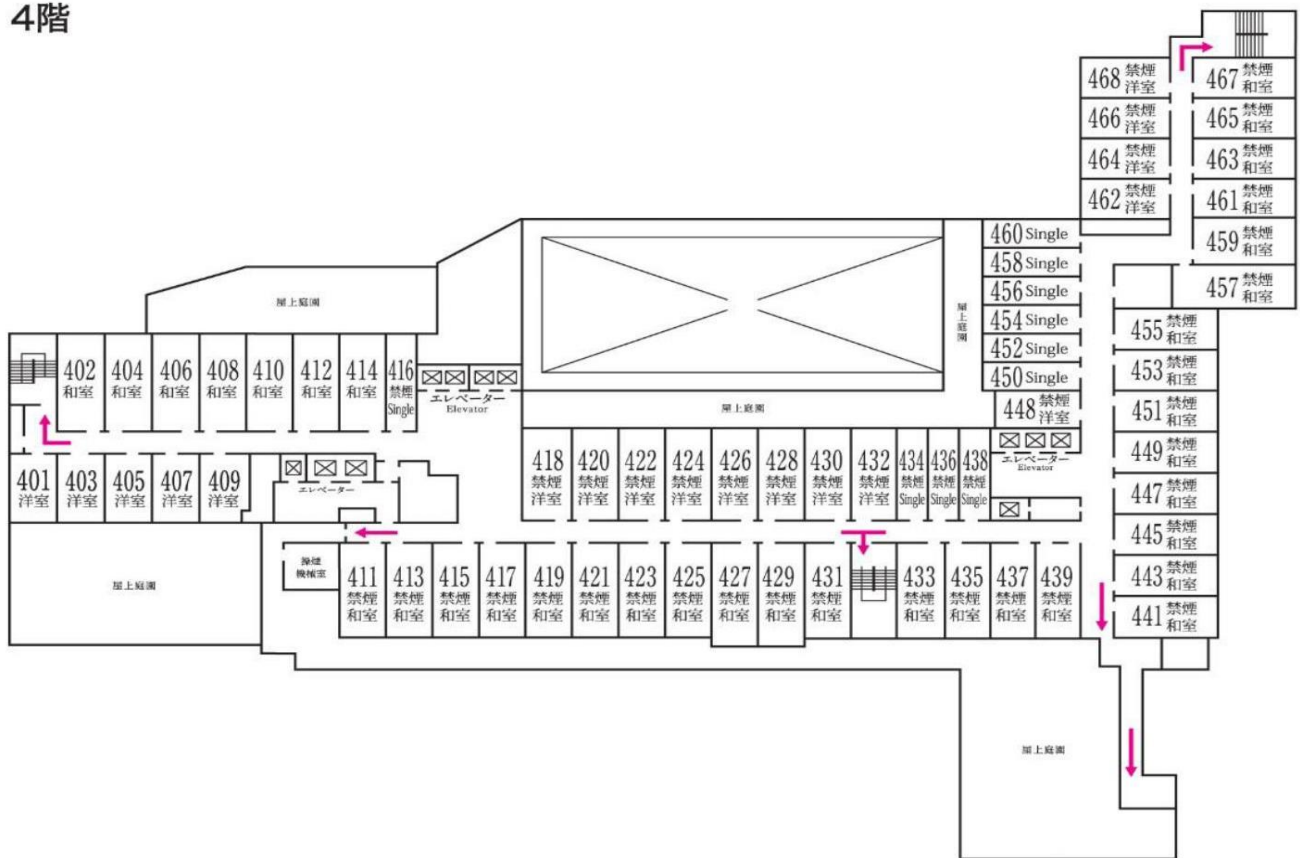 4階
468 禁煙 洋室
467 禁煙 和室
466 禁煙 洋室
465 禁煙 和室
464 禁煙 洋室
463 禁煙 和室
462 禁煙 洋室
461 禁煙 和室
460 Single
459 禁煙 和室
458 Single
456 Single
457 禁煙 和室
屋上庭園
屋上庭園
454 Single
455 禁煙 和室
452 Single
453 禁煙 和室
450 Single
402 和室
404 和室
406 和室
408 和室
410 和室
412 和室
414 和室
416 禁煙 Single
エレベーター
Elevator
屋上庭園
448 禁煙 洋室
451 禁煙 和室
エレベーター
Elevator
449 禁煙 和室
401 洋室
403 洋室
405 洋室
407 洋室
409 洋室
エレベーター
418 禁煙 洋室
420 禁煙 洋室
422 禁煙 洋室
424 禁煙 洋室
426 禁煙 洋室
428 禁煙 洋室
430 禁煙 洋室
432 禁煙 洋室
434 禁煙 Single
436 禁煙 Single
438 禁煙 Single
447 禁煙 和室
445 禁煙 和室
屋上庭園
機械室
411 禁煙 和室
413 禁煙 和室
415 禁煙 和室
417 禁煙 和室
419 禁煙 和室
421 禁煙 和室
423 禁煙 和室
425 禁煙 和室
427 禁煙 和室
429 禁煙 和室
431 禁煙 和室
433 禁煙 和室
435 禁煙 和室
437 禁煙 和室
439 禁煙 和室
443 禁煙 和室
441 禁煙 和室
屋上庭園